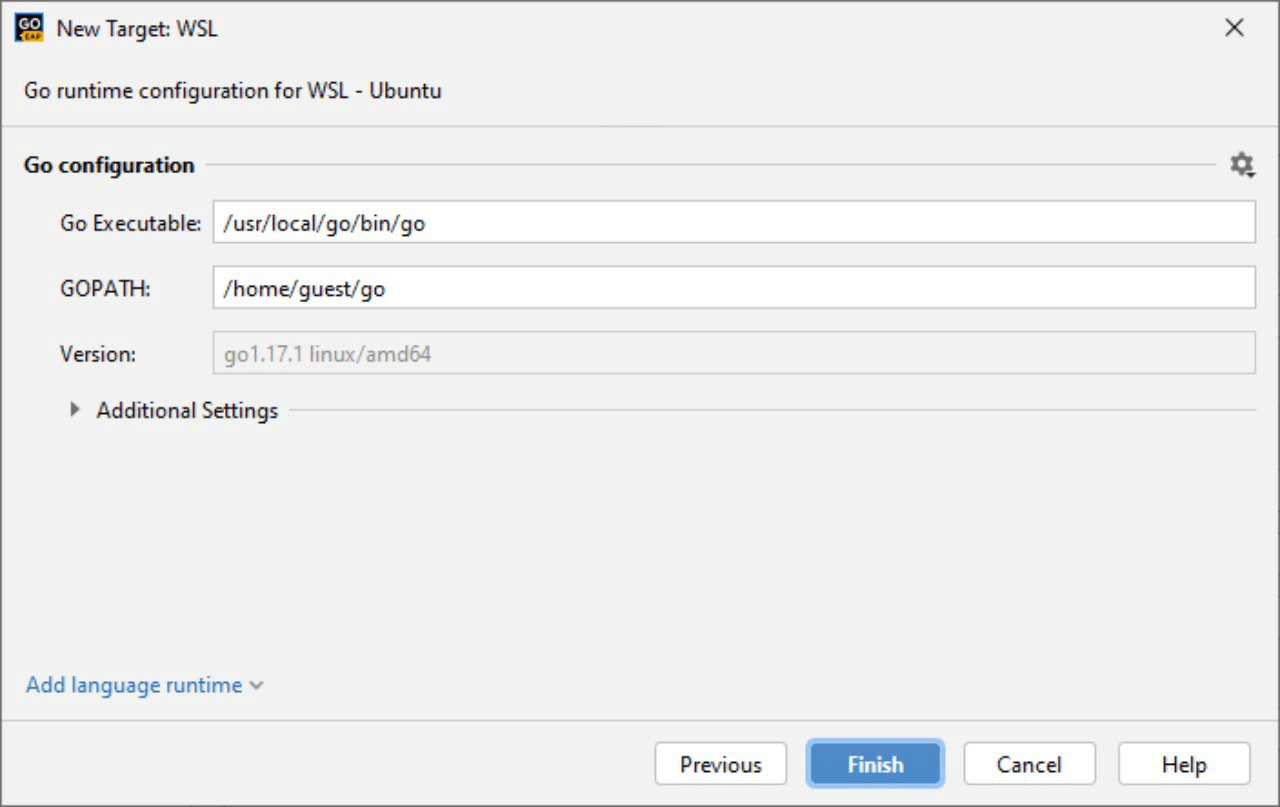 GO
EAP
New Target: WSL
Go runtime configuration for WSL - Ubuntu
Go configuration
Go Executable: /usr/local/go/bin/go
GOPATH: /home/guest/go
Version: go1.17.1 linux/amd64
Additional Settings
Add language runtime
Previous Finish Cancel Help